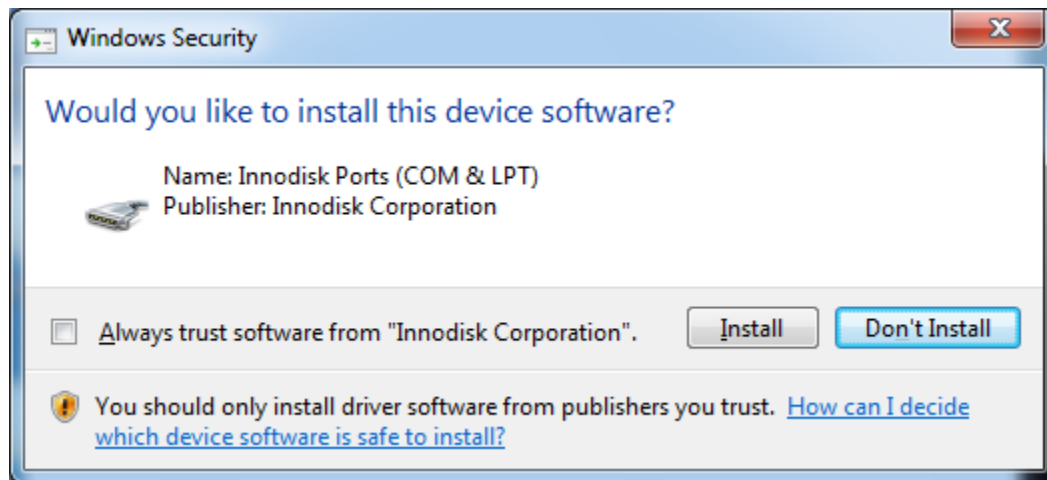 Windows Security
Would you like to install this device software?
Name: Innodisk Ports (COM & LPT)
Publisher: Innodisk Corporation
Always trust software from "Innodisk Corporation".
Install
Don't Install
You should only install driver software from publishers you trust. How can I decide
which device software is safe to install?